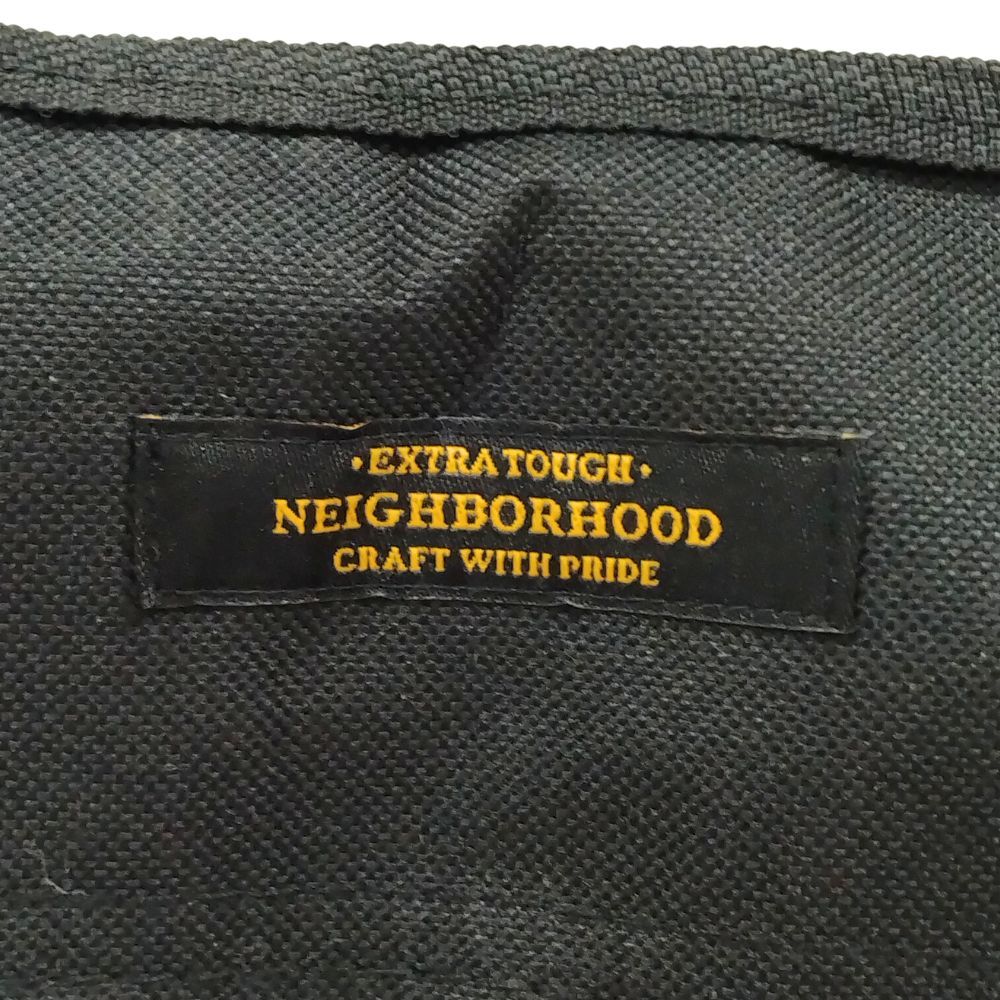 • EXTRA TOUGH •
NEIGHBORHOOD
CRAFT WITH PRIDE